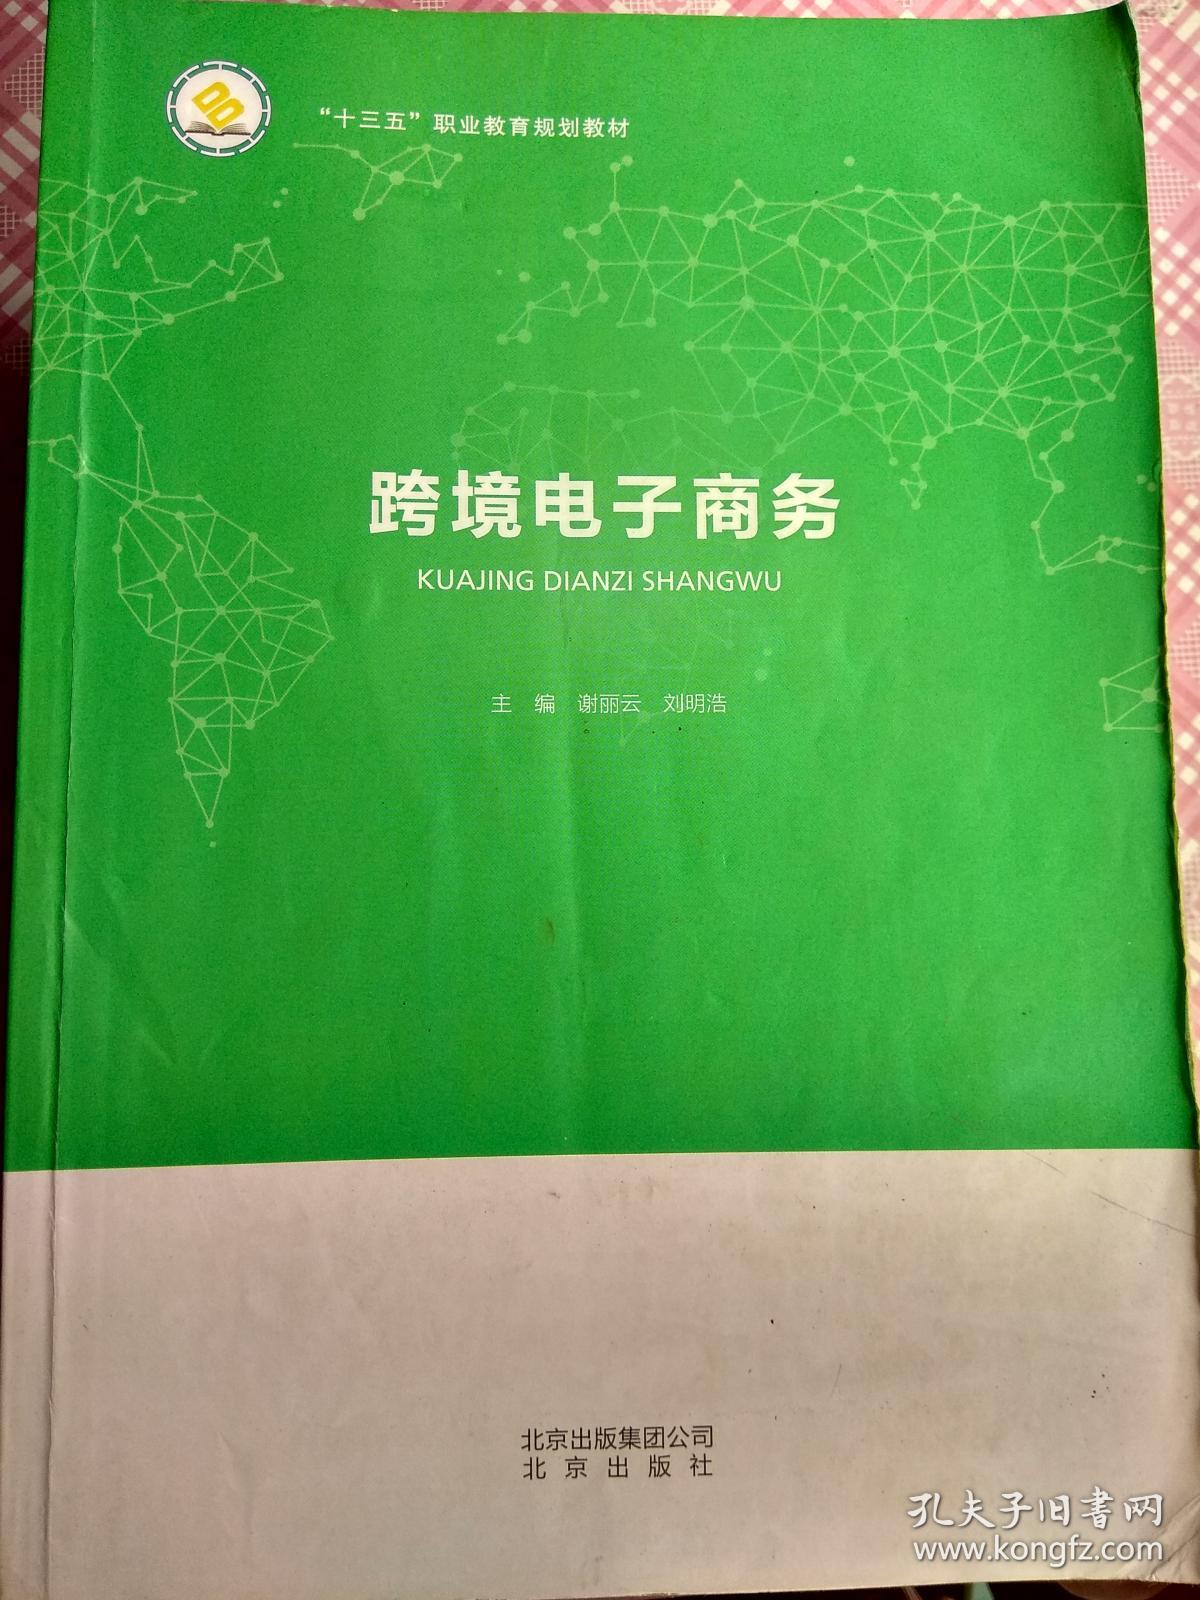 “十三五”职业教育规划教材
跨境电子商务
KUAJING DIANZI SHANGWU
主 编 谢丽云 刘明浩
北京出版集团公司
北京出版社
孔夫子旧书网
www.kongfz.com